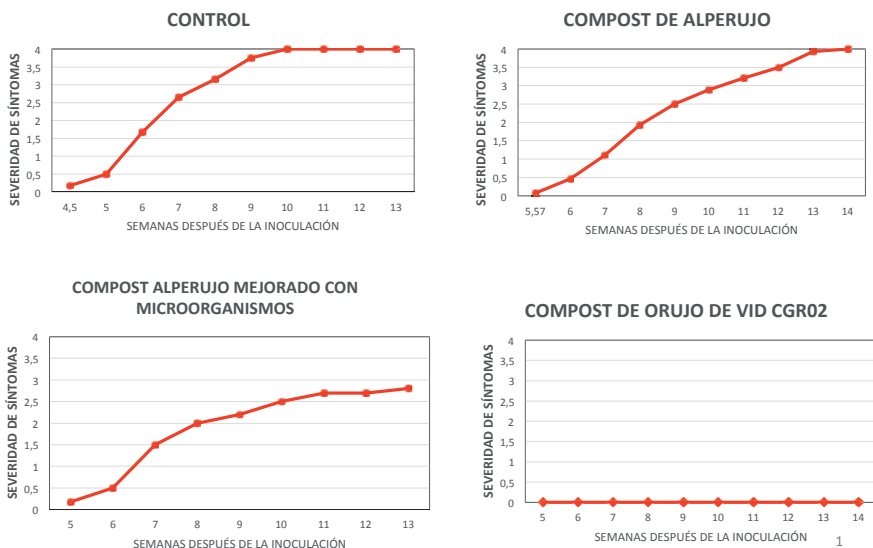 CONTROL
SEVERIDAD DE SÍNTOMAS
4
3,5
3
2,5
2
1,5
1
0,5
0
4,5 5 6 7 8 9 10 11 12 13
SEMANAS DESPUÉS DE LA INOCULACIÓN
COMPOST DE ALPERUJO
SEVERIDAD DE SÍNTOMAS
4
3,5
3
2,5
2
1,5
1
0,5
0
5,57 6 7 8 9 10 11 12 13 14
SEMANAS DESPUÉS DE LA INOCULACIÓN
COMPOST ALPERUJO MEJORADO CON
MICROORGANISMOS
SEVERIDAD DE SÍNTOMAS
4
3,5
3
2,5
2
1,5
1
0,5
0
5 6 7 8 9 10 11 12 13
SEMANAS DESPUÉS DE LA INOCULACIÓN
COMPOST DE ORUJO DE VID CGR02
SEVERIDAD DE SÍNTOMAS
4
3,5
3
2,5
2
1,5
1
0,5
0
5 6 7 8 9 10 11 12 13 14
SEMANAS DESPUÉS DE LA INOCULACIÓN
1